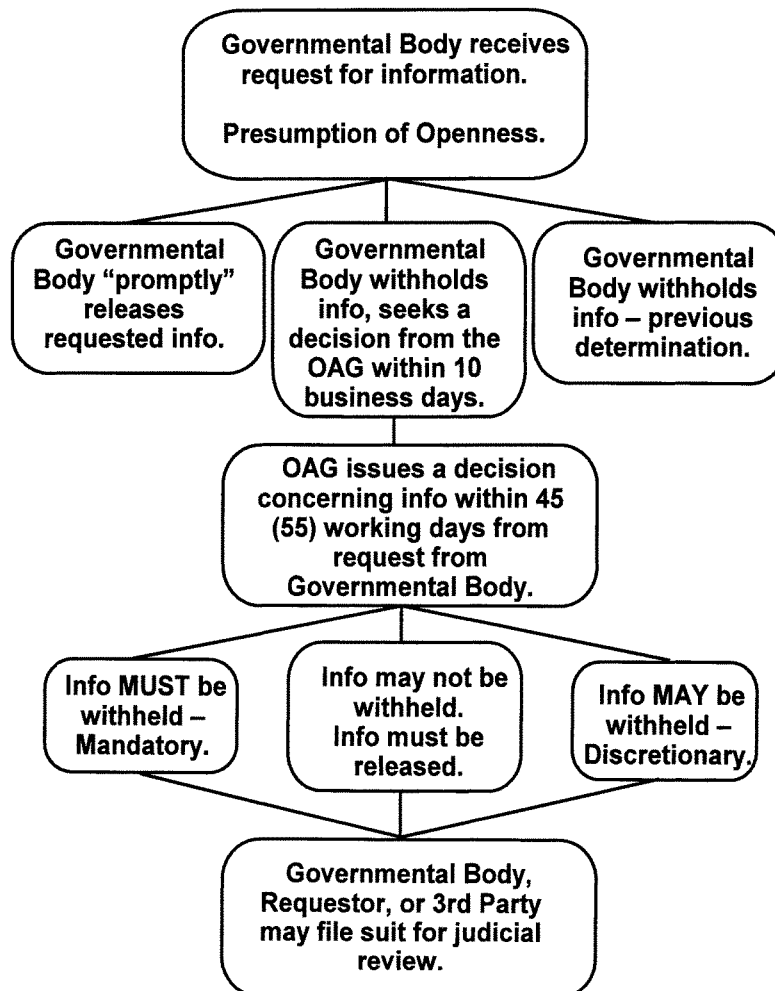 Governmental Body receives
request for information.
Presumption of Openness.
Governmental
Body “promptly”
releases
requested info.
Governmental
Body withholds
info, seeks a
decision from the
OAG within 10
business days.
Governmental
Body withholds
info – previous
determination.
OAG issues a decision
concerning info within 45
(55) working days from
request from
Governmental Body.
Info MUST be
withheld –
Mandatory.
Info may not be
withheld.
Info must be
released.
Info MAY be
withheld –
Discretionary.
Governmental Body,
Requestor, or 3rd Party
may file suit for judicial
review.